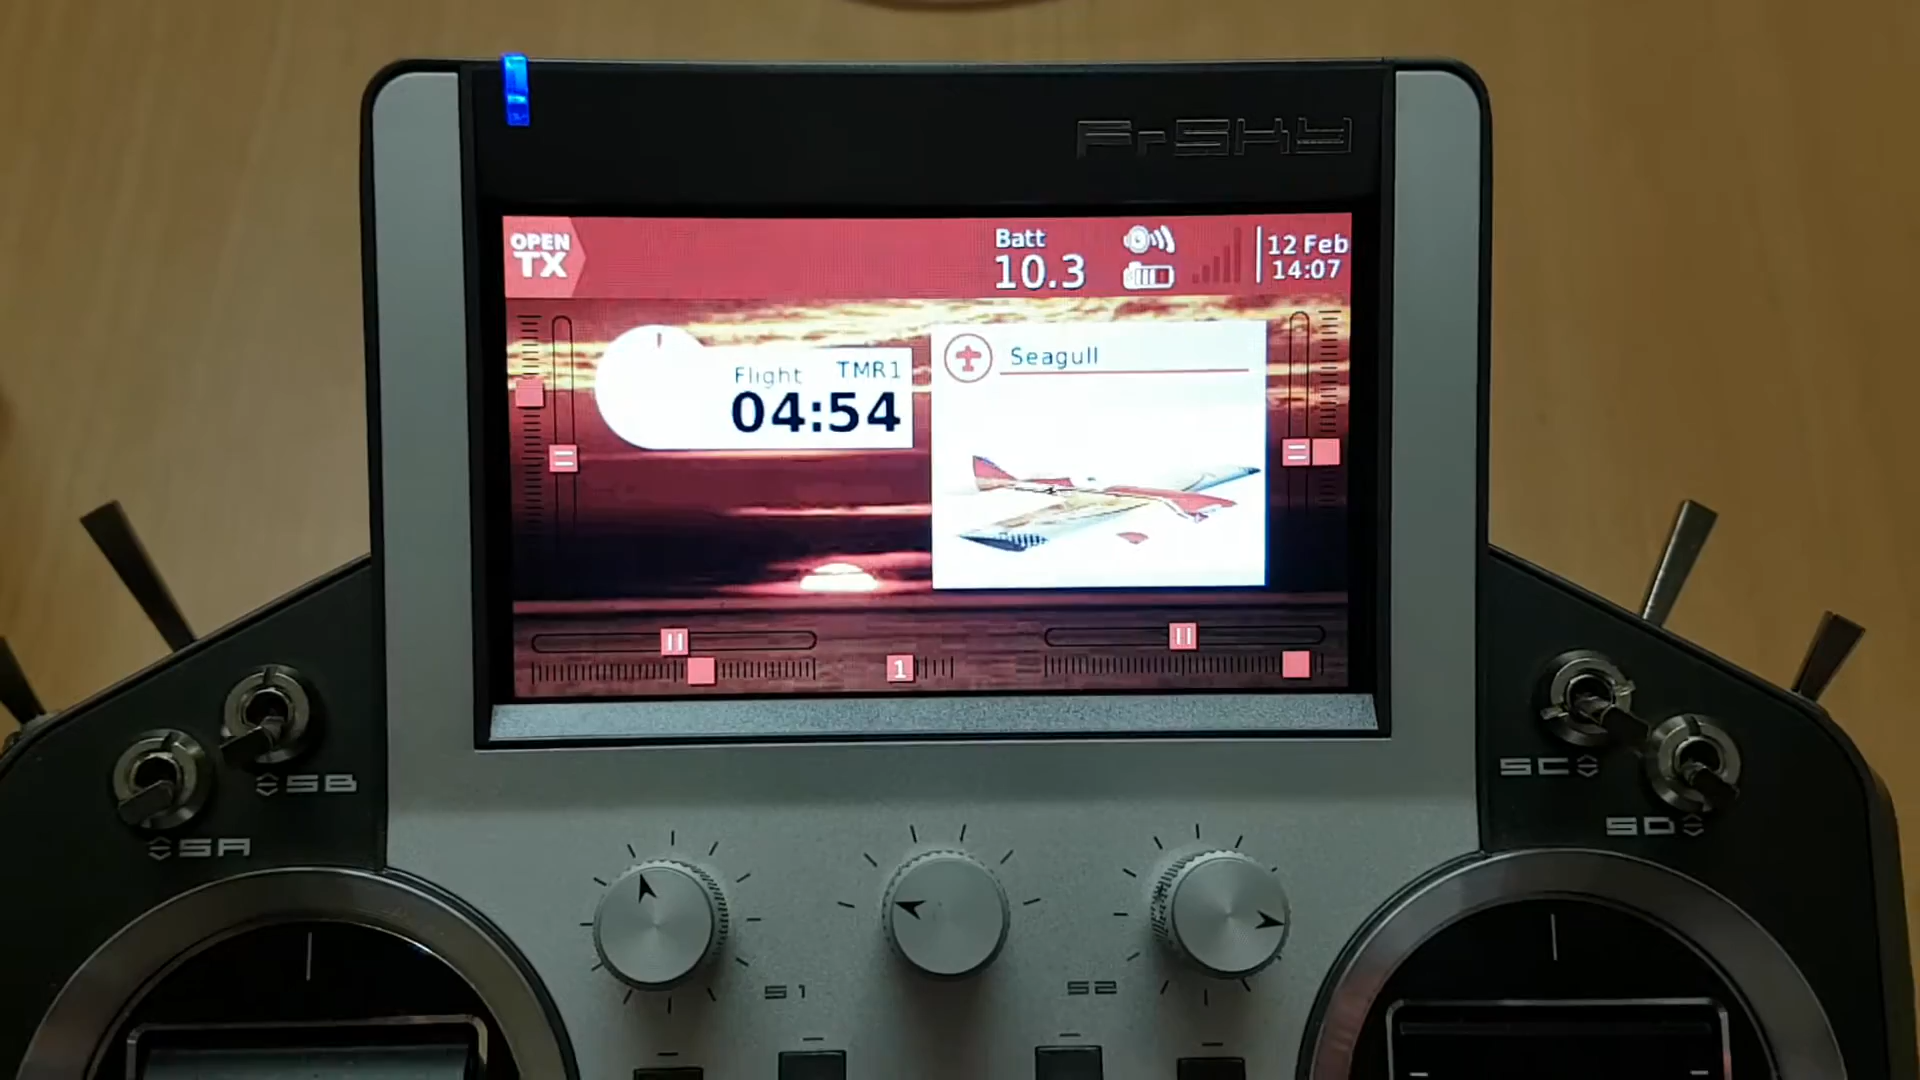 FrSKY
OPEN
TX
Batt
10.3
12 Feb
14:07
Flight TMR1
04:54
Seagull
1
SB
SA
SC
SD
S1
S2